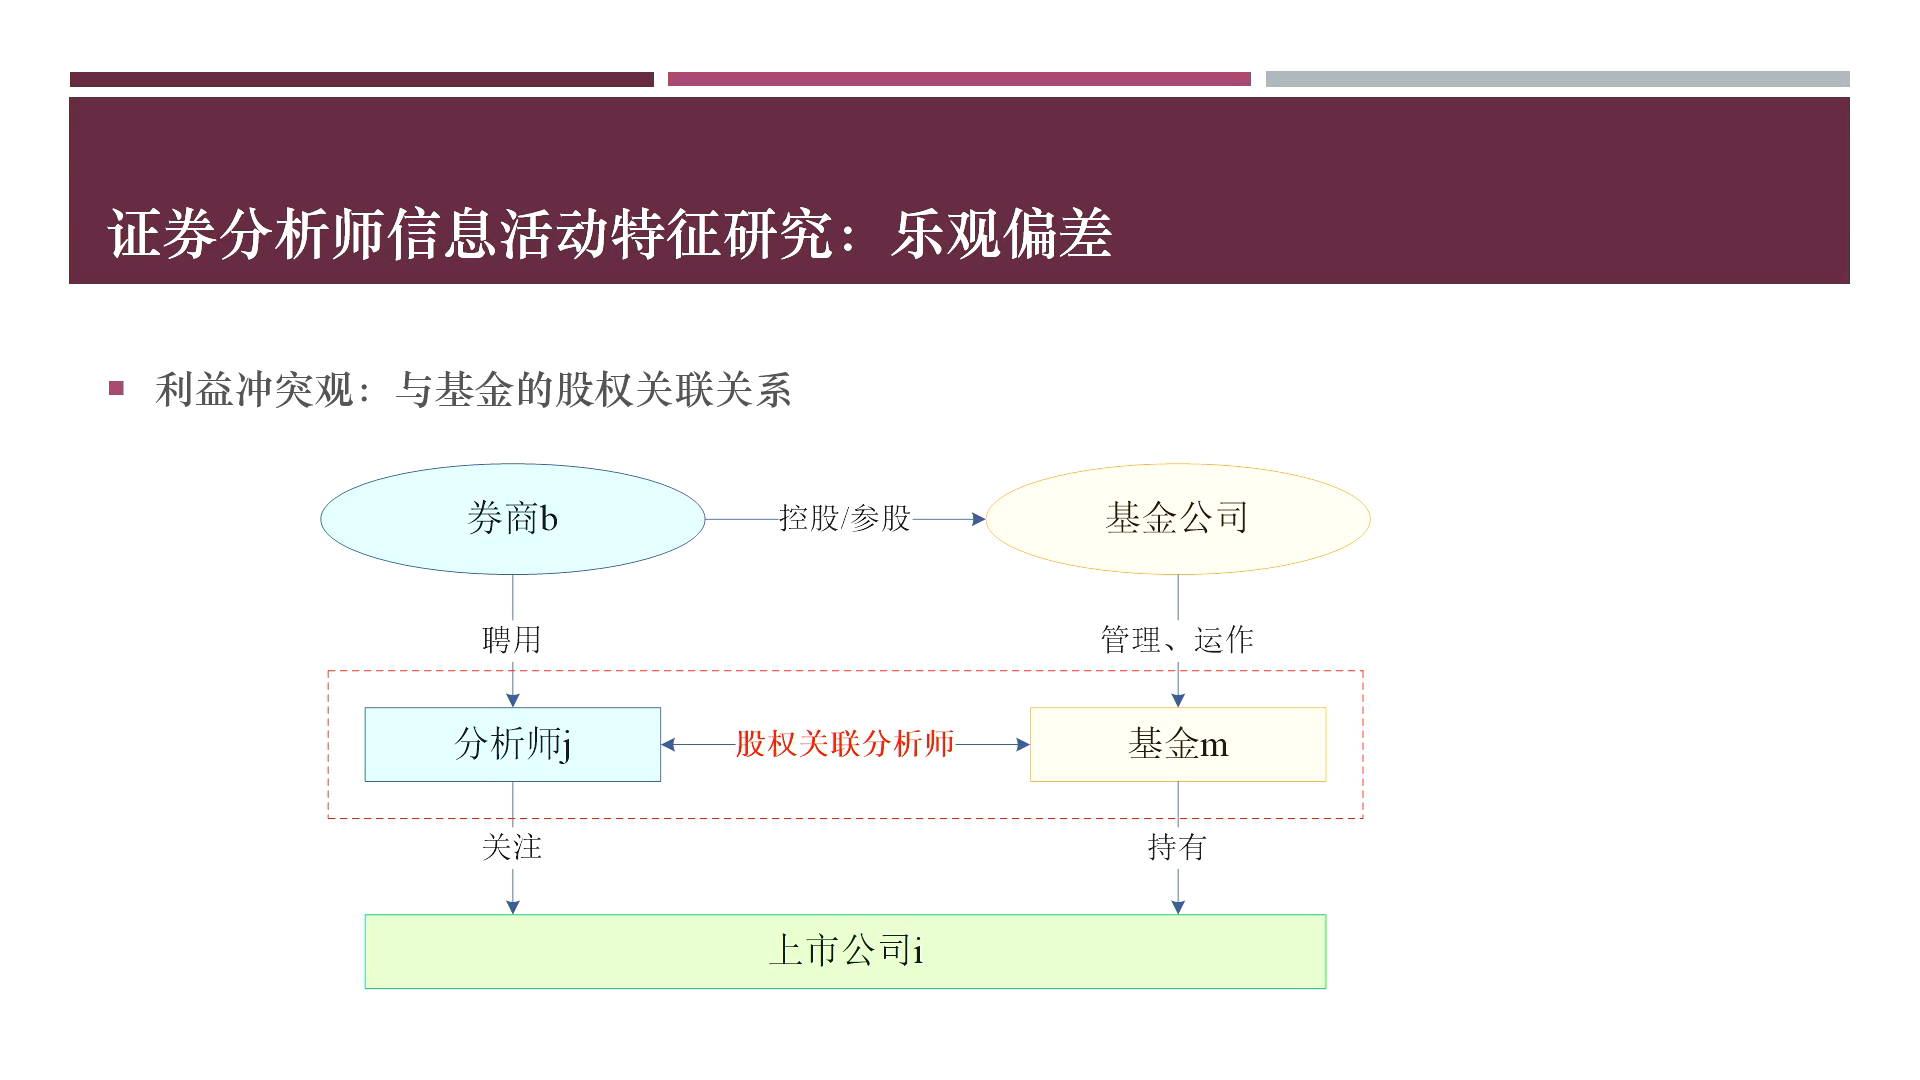 证券分析师信息活动特征研究：乐观偏差
利益冲突观：与基金的股权关联关系
券商b
控股/参股
基金公司
聘用
管理、运作
分析师j
股权关联分析师
基金m
关注
持有
上市公司i